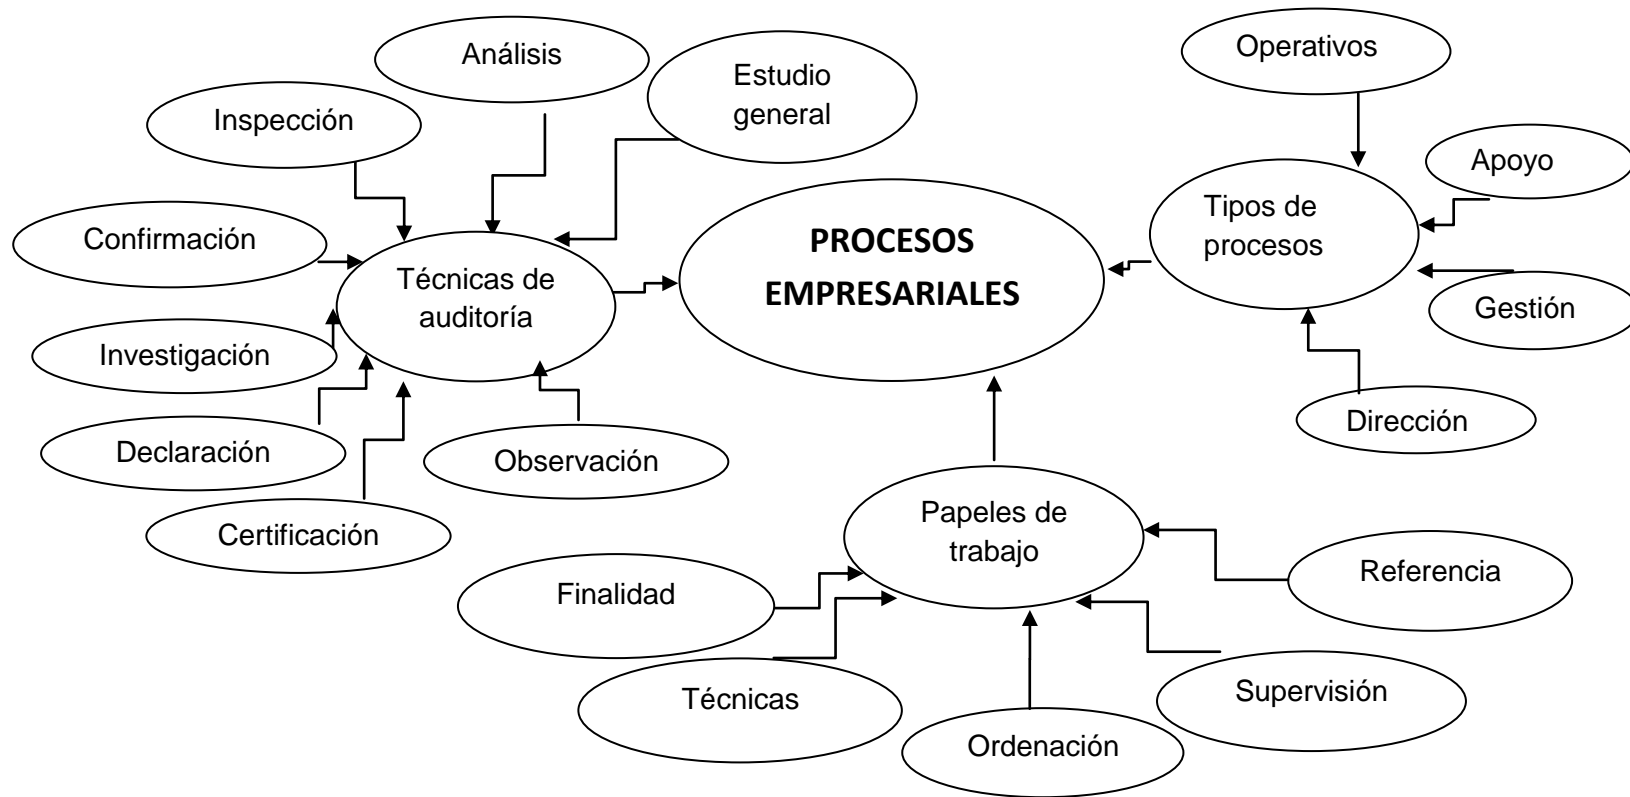 Análisis
Operativos
Estudio
general
Inspección
Apoyo
Tipos de
procesos
Confirmación
PROCESOS
EMPRESARIALES
Técnicas de
auditoría
Gestión
Investigación
Dirección
Declaración
Observación
Certificación
Papeles de
trabajo
Referencia
Finalidad
Supervisión
Técnicas
Ordenación